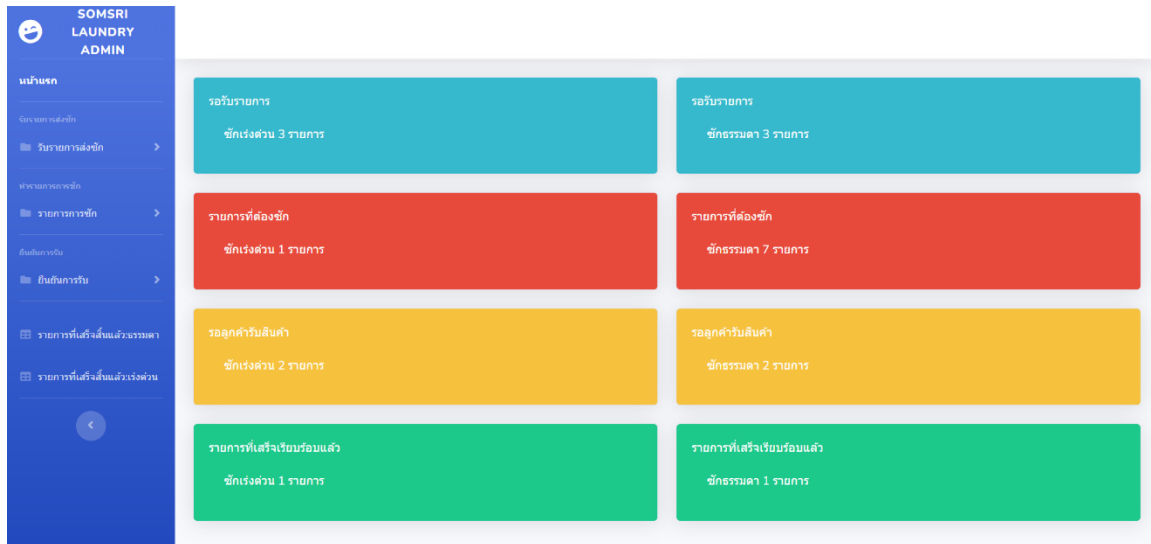 SOMSRI
LAUNDRY
ADMIN
หน้าแรก
รับรายการส่งซัก
รับรายการส่งซัก
ทำรายการการซัก
รายการการซัก
ยืนยันการรับ
ยืนยันการรับ
รายการที่เสร็จสิ้นแล้ว:ธรรมดา
รายการที่เสร็จสิ้นแล้ว:เร่งด่วน
รอรับรายการ
ซักเร่งด่วน 3 รายการ
รอรับรายการ
ซักธรรมดา 3 รายการ
รายการที่ต้องซัก
ซักเร่งด่วน 1 รายการ
รายการที่ต้องซัก
ซักธรรมดา 7 รายการ
รอลูกค้ารับสินค้า
ซักเร่งด่วน 2 รายการ
รอลูกค้ารับสินค้า
ซักธรรมดา 2 รายการ
รายการที่เสร็จเรียบร้อยแล้ว
ซักเร่งด่วน 1 รายการ
รายการที่เสร็จเรียบร้อยแล้ว
ซักธรรมดา 1 รายการ